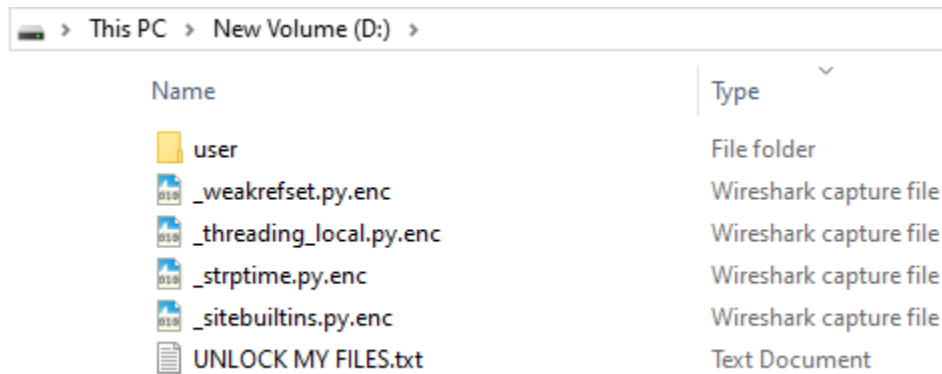 This PC > New Volume (D:) >
Name Type
user File folder
_weakrefset.py.enc Wireshark capture file
_threading_local.py.enc Wireshark capture file
_strptime.py.enc Wireshark capture file
_sitebuiltins.py.enc Wireshark capture file
UNLOCK MY FILES.txt Text Document